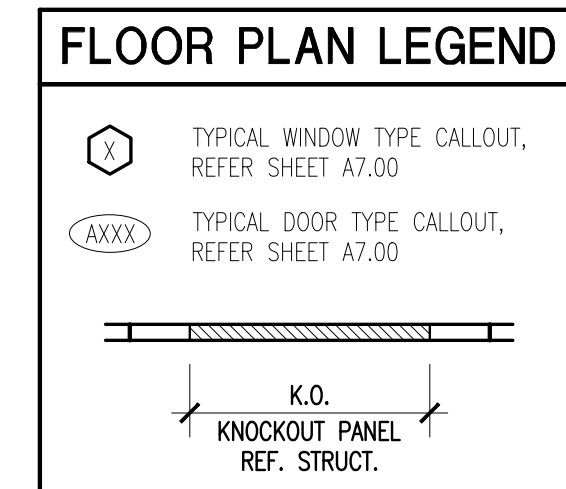 FLOOR PLAN LEGEND
X
TYPICAL WINDOW TYPE CALLOUT,
REFER SHEET A7.00
AXXX
TYPICAL DOOR TYPE CALLOUT,
REFER SHEET A7.00
K.O.
KNOCKOUT PANEL
REF. STRUCT.